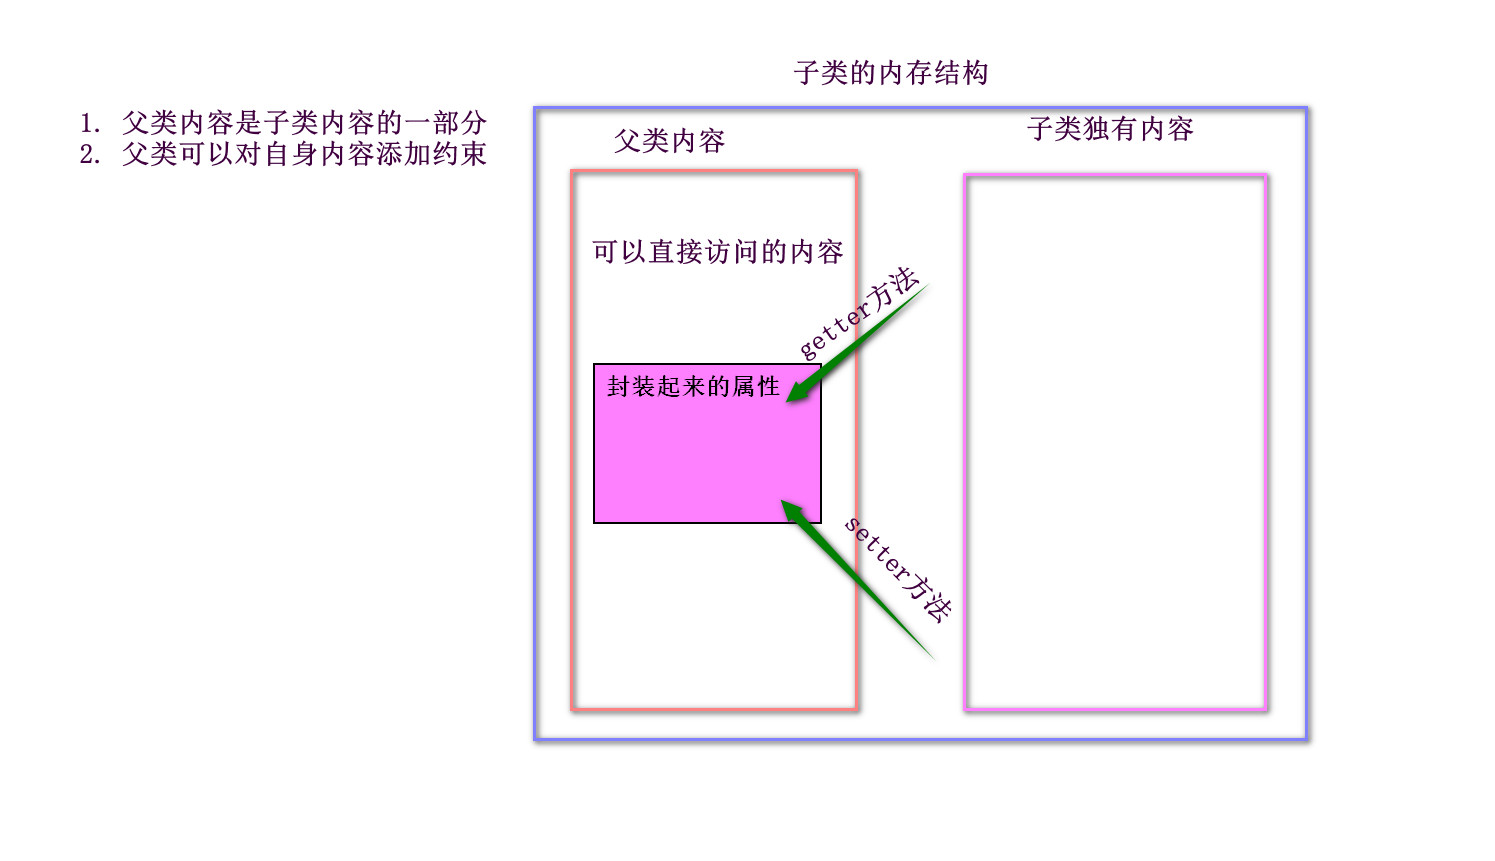 子类的内存结构
1. 父类内容是子类内容的一部分
2. 父类可以对自身内容添加约束
父类内容
子类独有内容
可以直接访问的内容
getter方法
封装起来的属性
setter方法